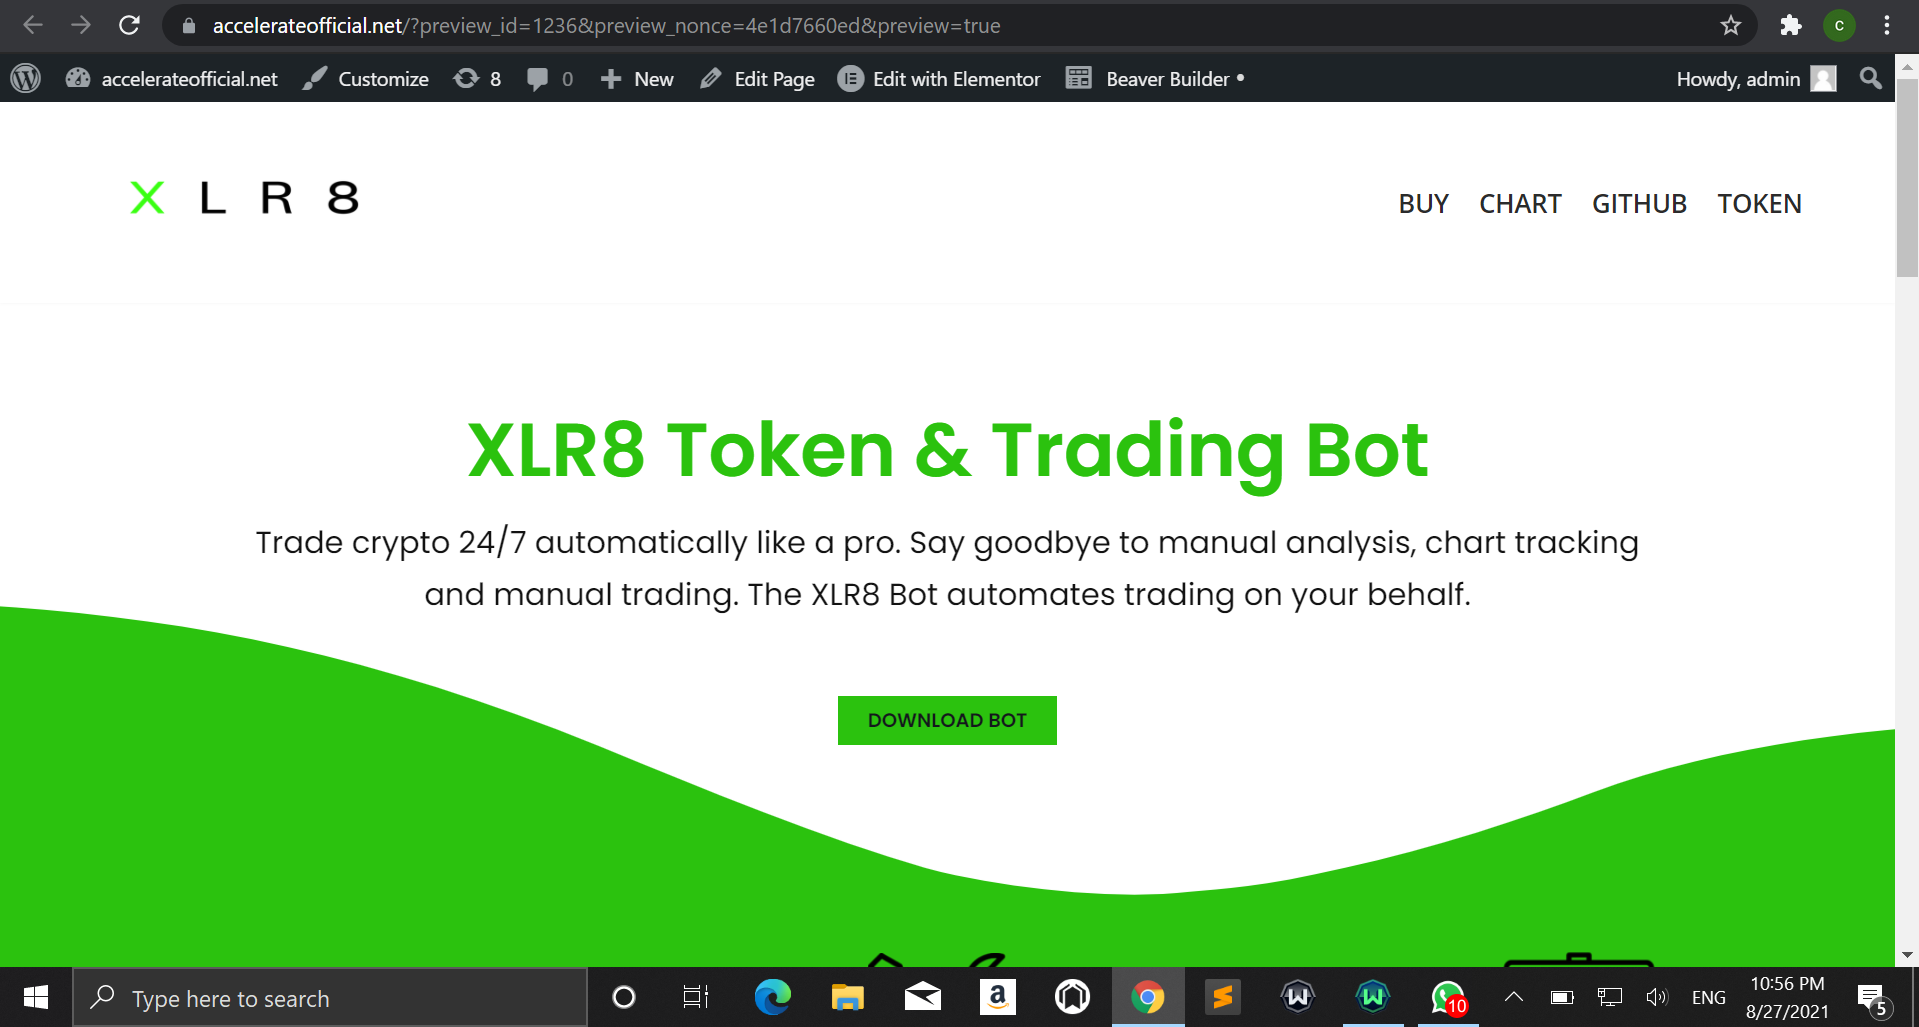 accelerateofficial.net/?preview_id=1236&preview_nonce=4e1d7660ed&preview=true
c
accelerateofficial.net Customize 8 0 New Edit Page Edit with Elementor Beaver Builder • Howdy, admin
X L R 8
BUY CHART GITHUB TOKEN
XLR8 Token & Trading Bot
Trade crypto 24/7 automatically like a pro. Say goodbye to manual analysis, chart tracking
and manual trading. The XLR8 Bot automates trading on your behalf.
DOWNLOAD BOT
Type here to search
10
ENG
10:56 PM
8/27/2021
5